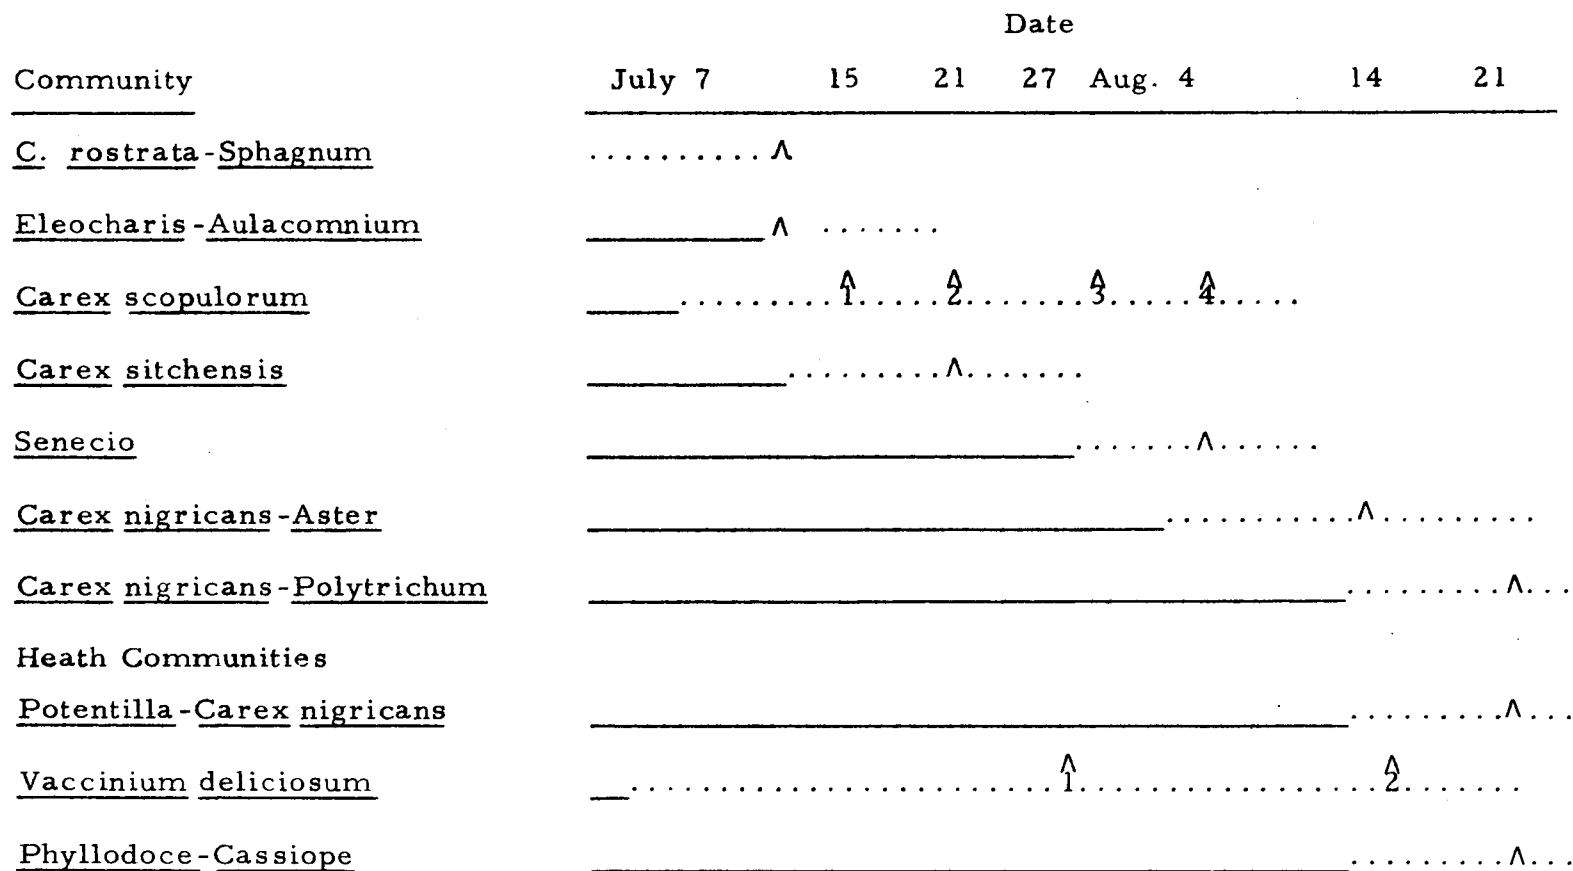 Date
Community July 7 15 21 27 Aug. 4 14 21
C. rostrata-Sphagnum ..........^
Eleocharis-Aulacomnium ^ .......
Carex scopulorum .........1.....2.......3.....4.....
Carex sitchensis .........^.......
Senecio .......^......
Carex nigricans-Aster ..........^.........
Carex nigricans-Polytrichum .........^...
Heath Communities
Potentilla-Carex nigricans .........^...
Vaccinium deliciosum 1 2
Phyllodoce-Cassiope .........^...